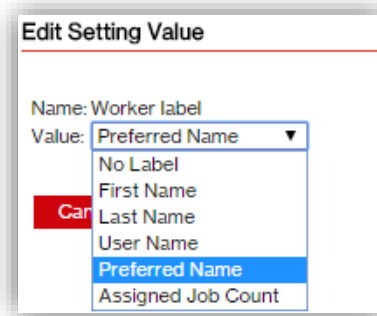 Edit Setting Value
Name: Worker label
Value: Preferred Name
No Label
First Name
Last Name
User Name
Preferred Name
Assigned Job Count